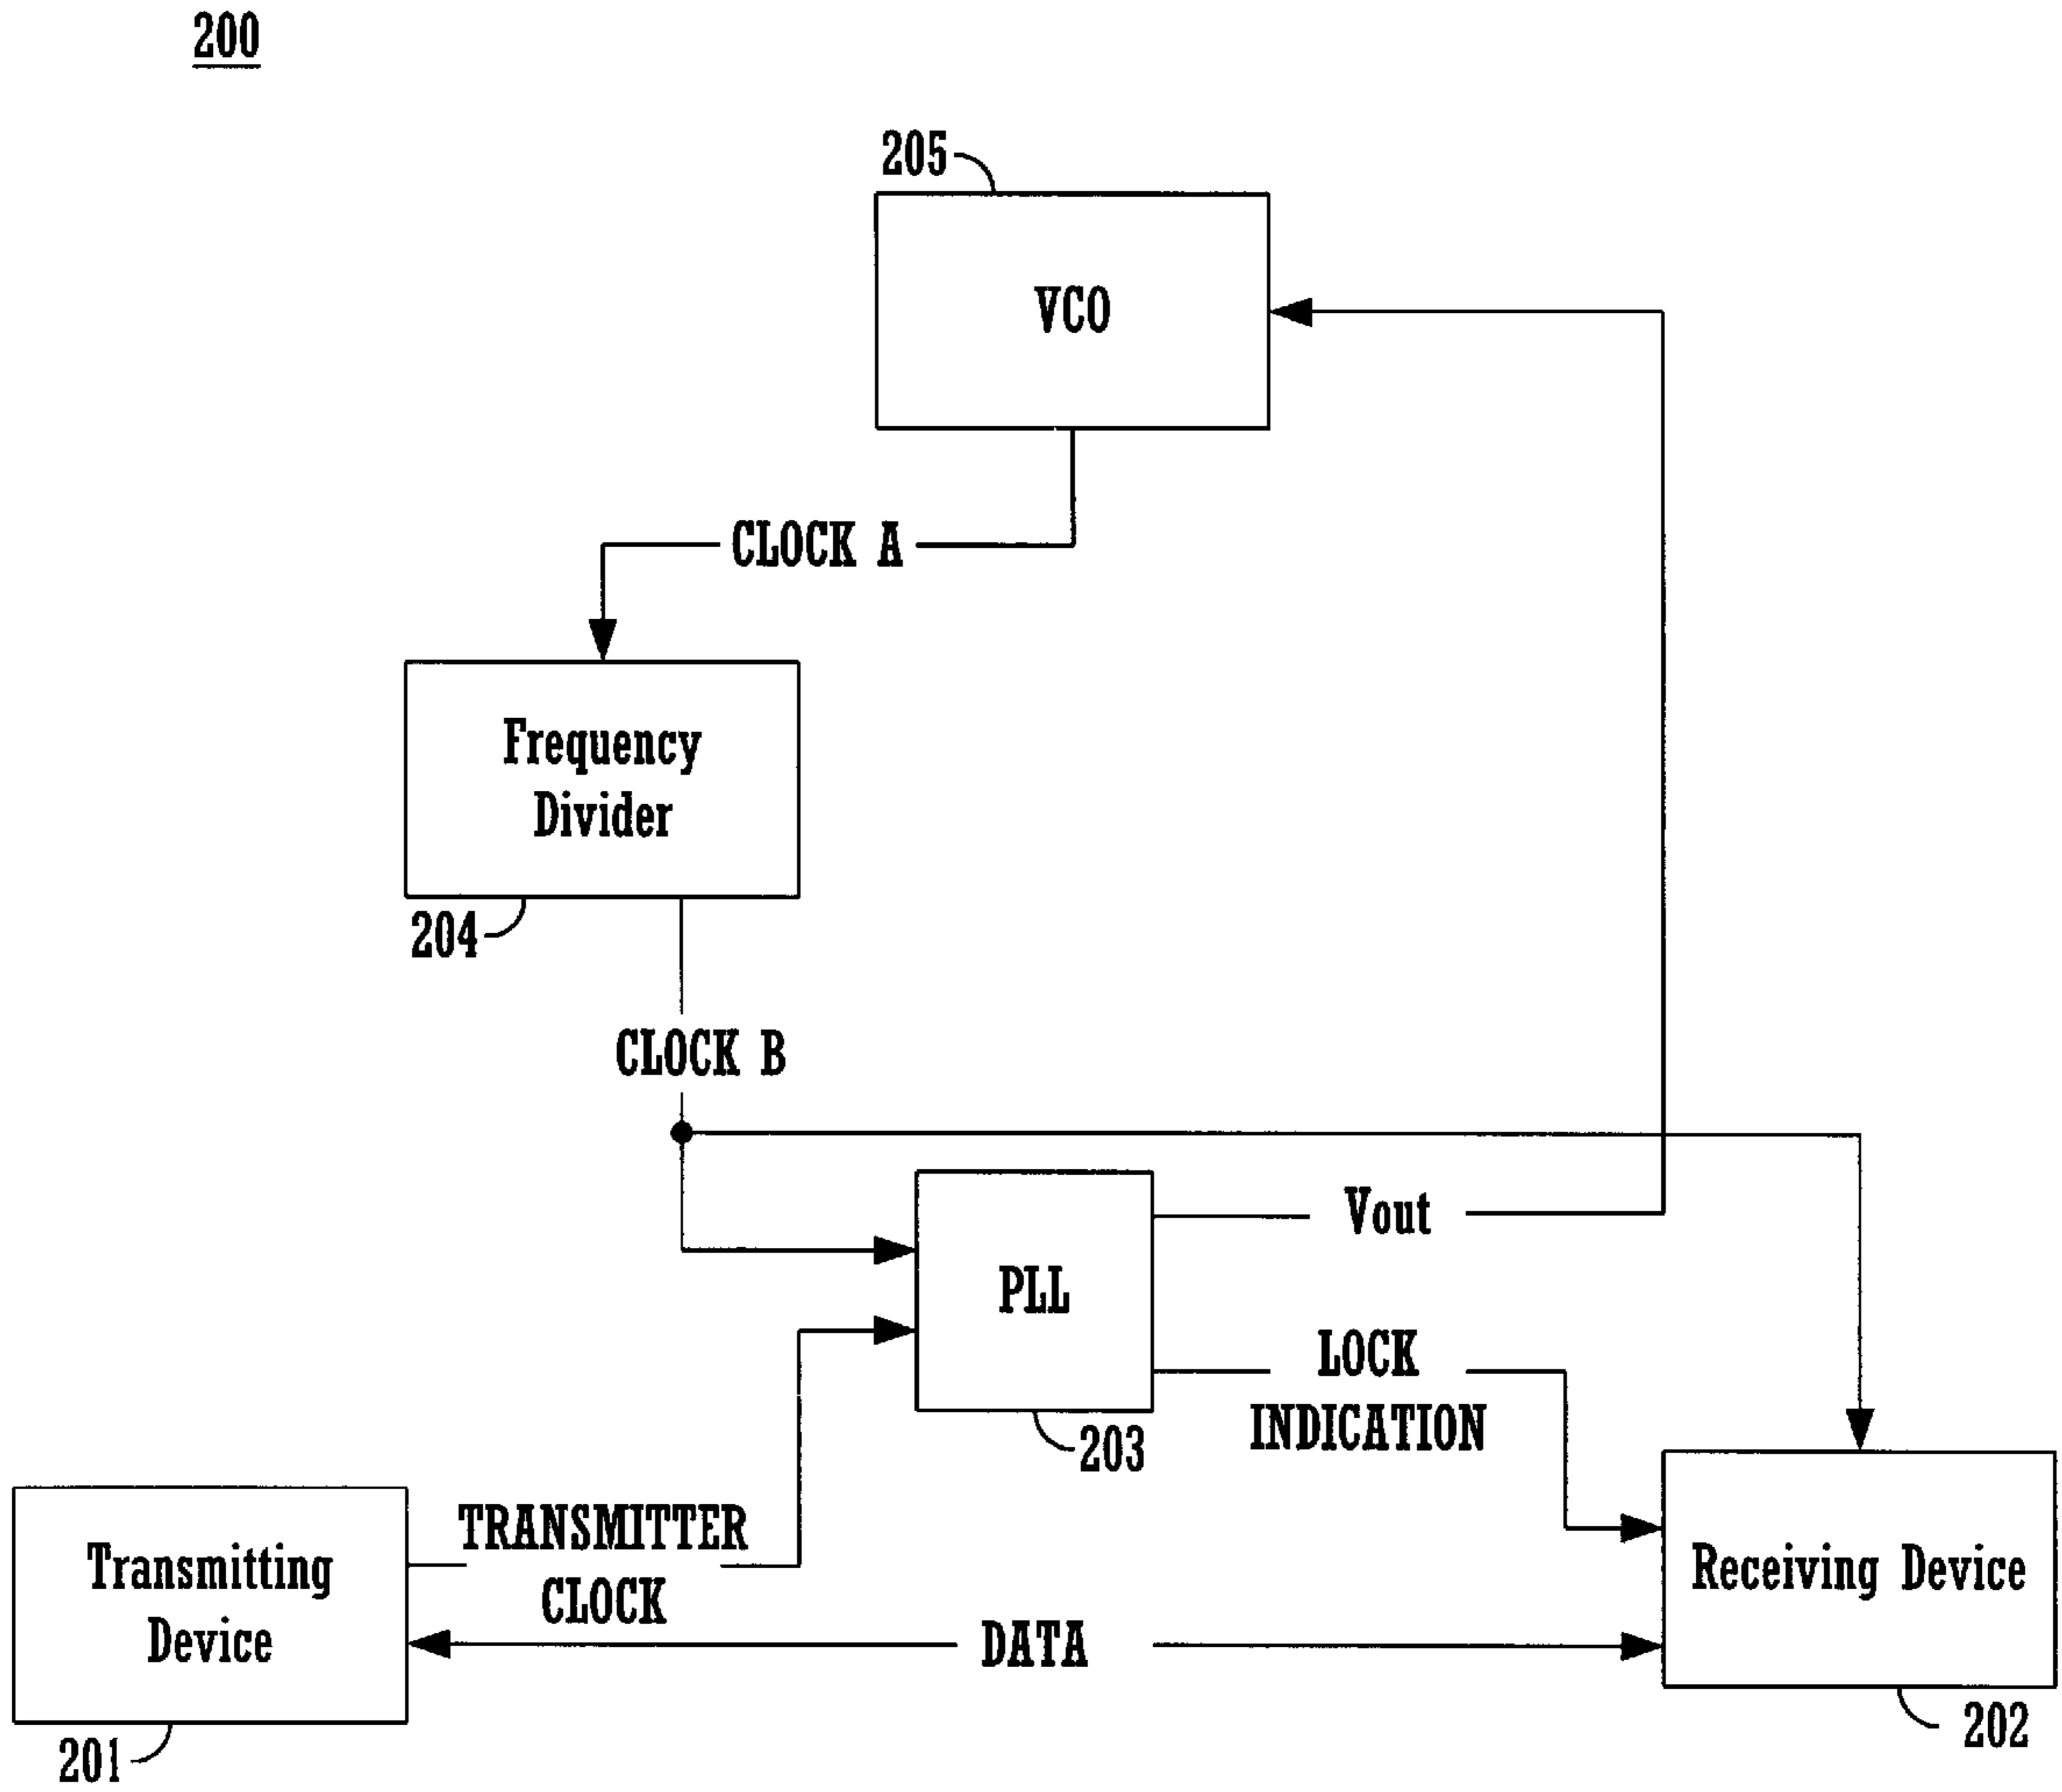 200
205
VCO
CLOCK A
Frequency
Divider
204
CLOCK B
Vout
PLL
LOCK
INDICATION
203
TRANSMITTER
CLOCK
Transmitting
Device
Receiving Device
DATA
201
202